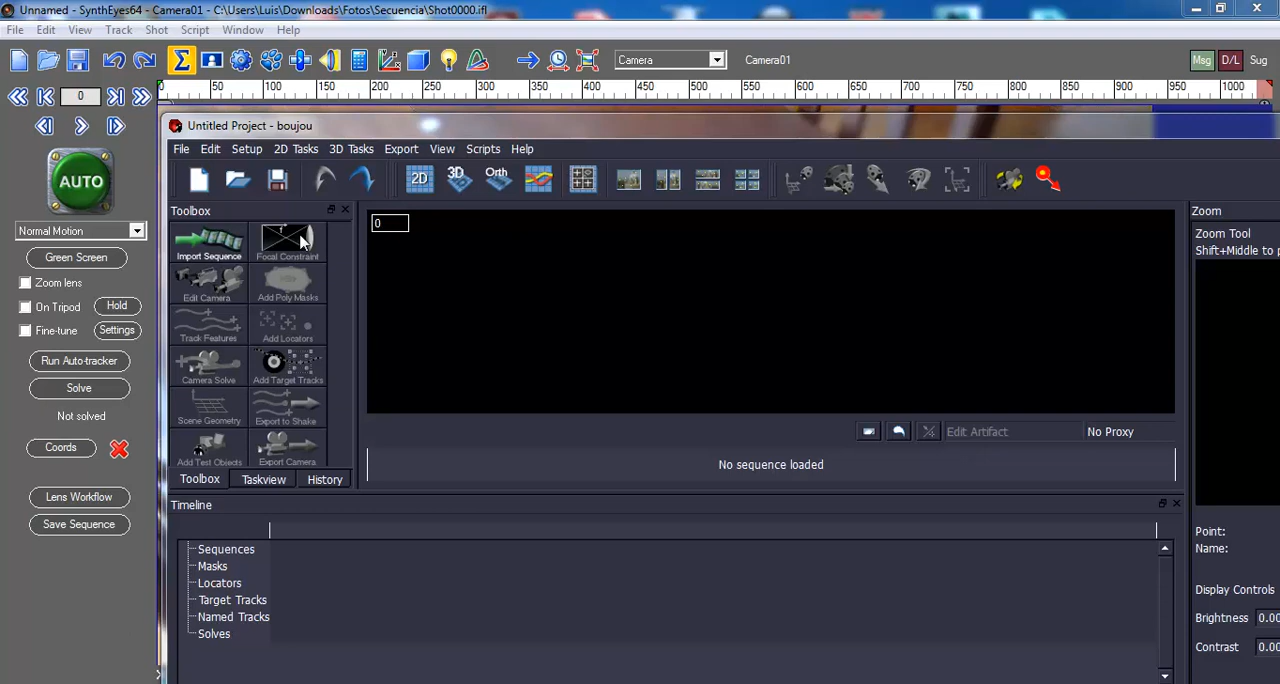 Unnamed - SynthEyes64 - Camera01 - C:\Users\Luis\Downloads\Fotos\Secuencia\Shot0000.ifl
File Edit View Track Shot Script Window Help
Camera Camera01 Msg D/L Sug
0 0 50 100 150 200 250 300 350 400 450 500 550 600 650 700 750 800 850 900 950 1000
Untitled Project - boujou
File Edit Setup 2D Tasks 3D Tasks Export View Scripts Help
2D 3D Orth
AUTO
Normal Motion
Green Screen
Zoom lens
On Tripod Hold
Fine-tune Settings
Run Auto-tracker
Solve
Not solved
Coords
Lens Workflow
Save Sequence
Toolbox
Import Sequence Focal Constraint
Edit Camera Add Poly Masks
Track Features Add Locators
Camera Solve Add Target Tracks
Scene Geometry Export to Shake
Add Test Objects Export Camera
Toolbox Taskview History
0
Edit Artifact No Proxy
No sequence loaded
Timeline
Sequences
Masks
Locators
Target Tracks
Named Tracks
Solves
Zoom
Zoom Tool
Shift+Middle to
Point:
Name:
Display Controls
Brightness 0.00
Contrast 0.00